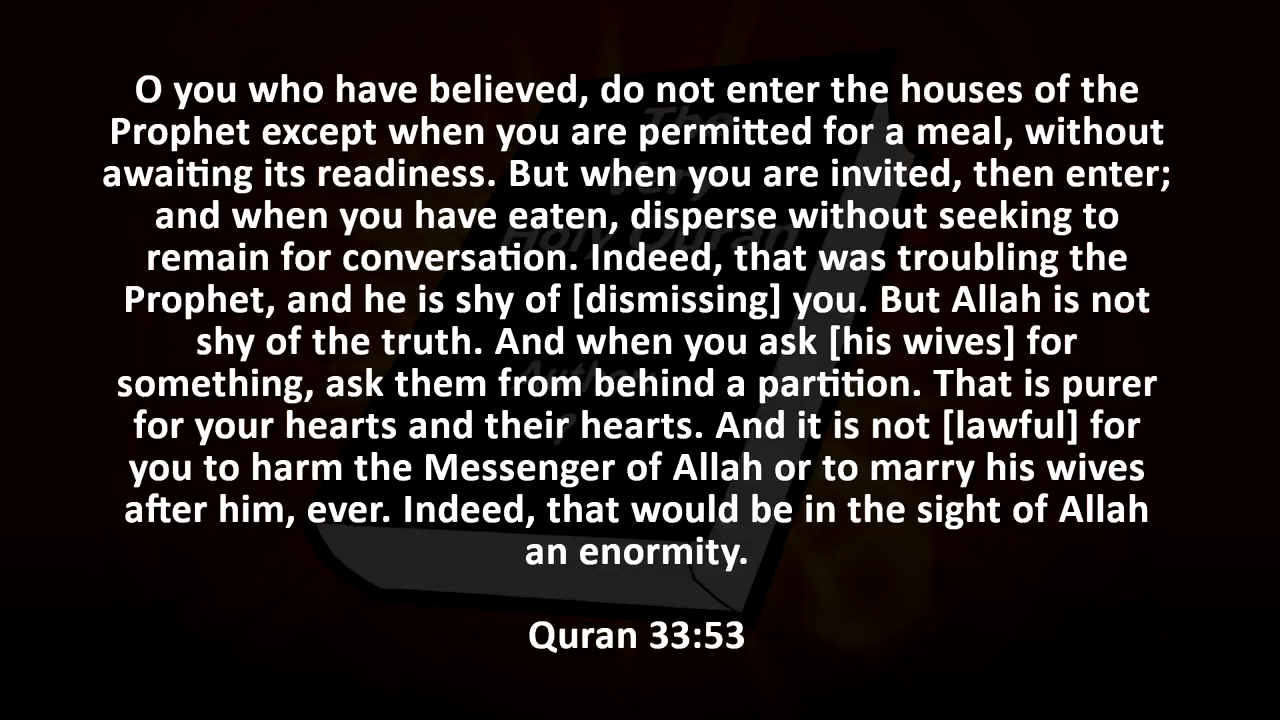 O you who have believed, do not enter the houses of the
Prophet except when you are permitted for a meal, without
awaiting its readiness. But when you are invited, then enter;
and when you have eaten, disperse without seeking to
remain for conversation. Indeed, that was troubling the
Prophet, and he is shy of [dismissing] you. But Allah is not
shy of the truth. And when you ask [his wives] for
something, ask them from behind a partition. That is purer
for your hearts and their hearts. And it is not [lawful] for
you to harm the Messenger of Allah or to marry his wives
after him, ever. Indeed, that would be in the sight of Allah
an enormity.
Quran 33:53
The
Very
Holy Quran
Author
?